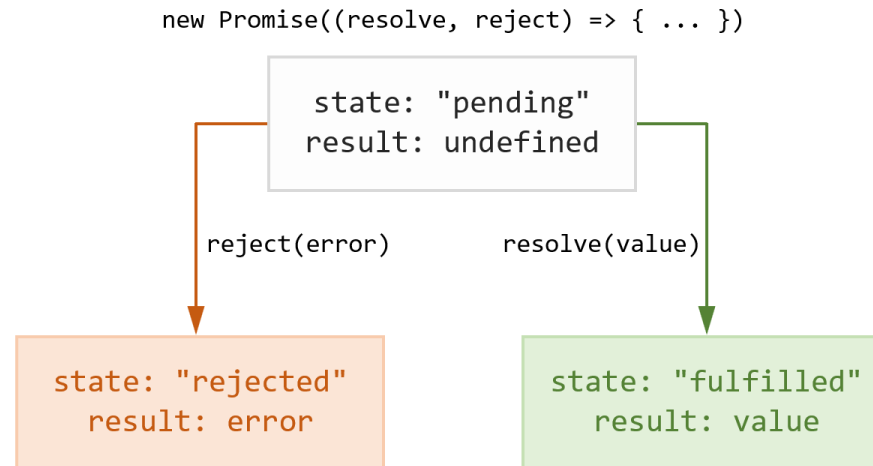 new Promise((resolve, reject) => { ... })
state: "pending"
result: undefined
reject(error)
resolve(value)
state: "rejected"
result: error
state: "fulfilled"
result: value